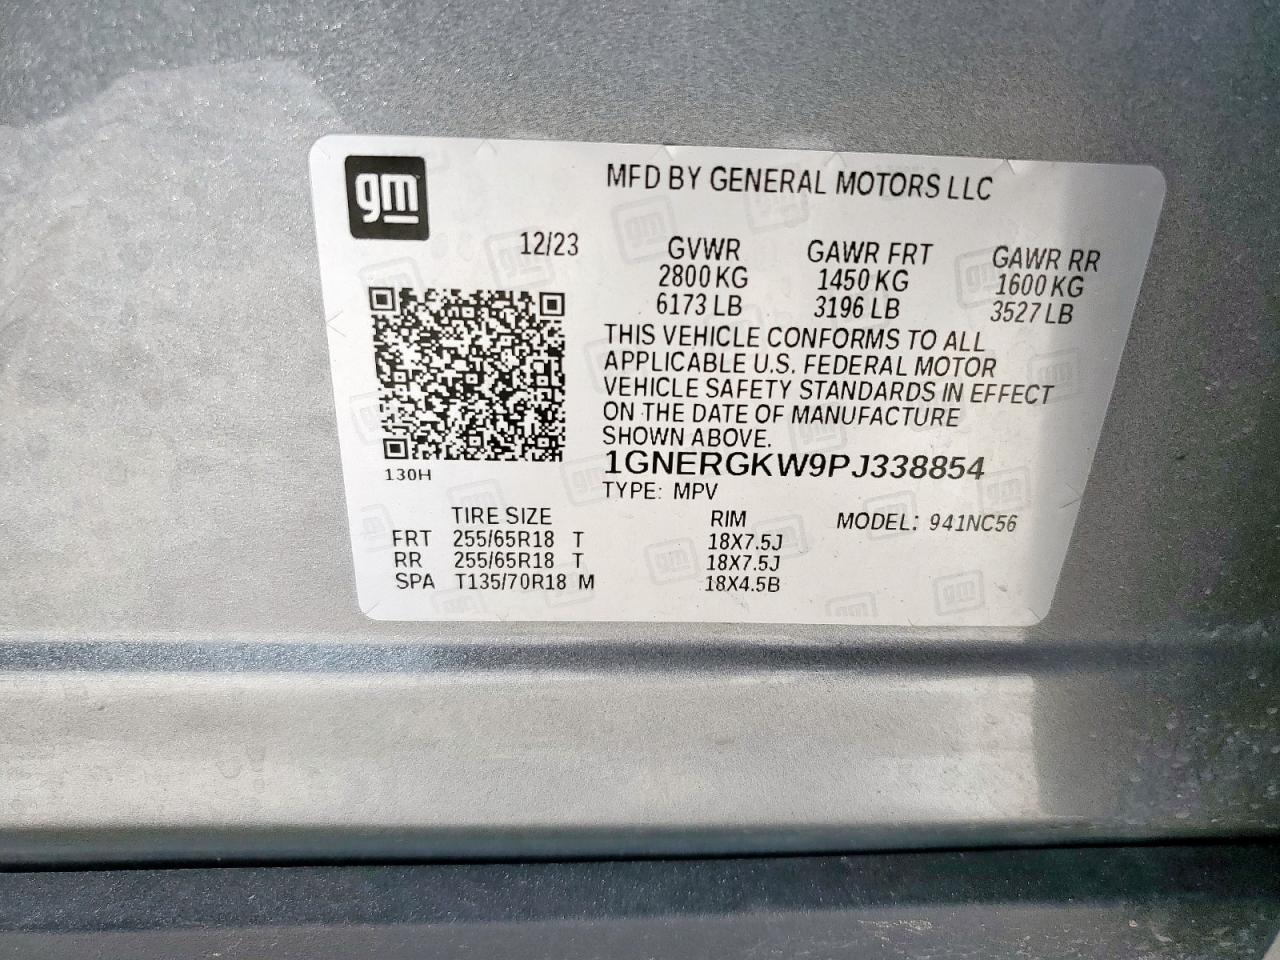 gm
MFD BY GENERAL MOTORS LLC
12/23 GVWR GAWR FRT GAWR RR
2800 KG 1450 KG 1600 KG
6173 LB 3196 LB 3527 LB
THIS VEHICLE CONFORMS TO ALL
APPLICABLE U.S. FEDERAL MOTOR
VEHICLE SAFETY STANDARDS IN EFFECT
ON THE DATE OF MANUFACTURE
SHOWN ABOVE.
130H
1GNERGKW9PJ338854
TYPE: MPV
TIRE SIZE RIM MODEL: 941NC56
FRT 255/65R18 T 18X7.5J
RR 255/65R18 T 18X7.5J
SPA T135/70R18 M 18X4.5B